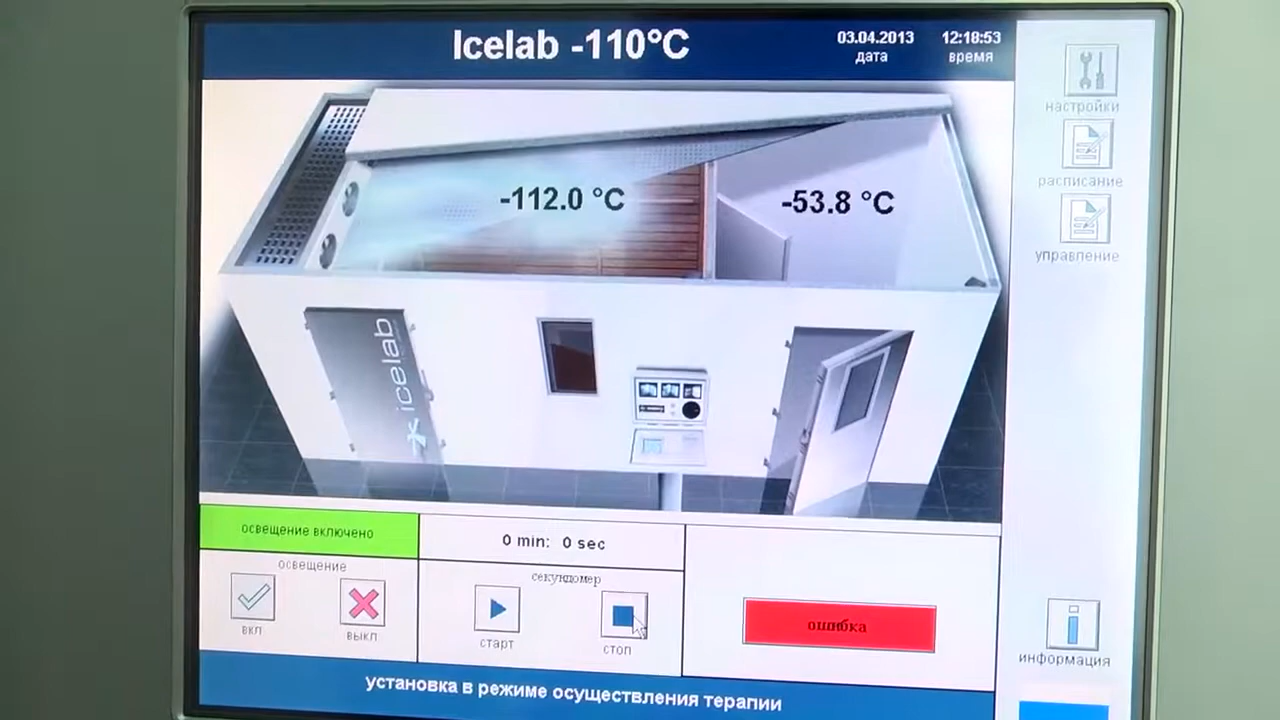 Icelab -110°C
03.04.2013
12:18:53
дата
время
настройки
расписание
управление
-112.0 °C
-53.8 °C
icelab
освещение включено
0 min: 0 sec
освещение
секундомер
вкл
выкл
старт
стоп
ошибка
информация
установка в режиме осуществления терапии